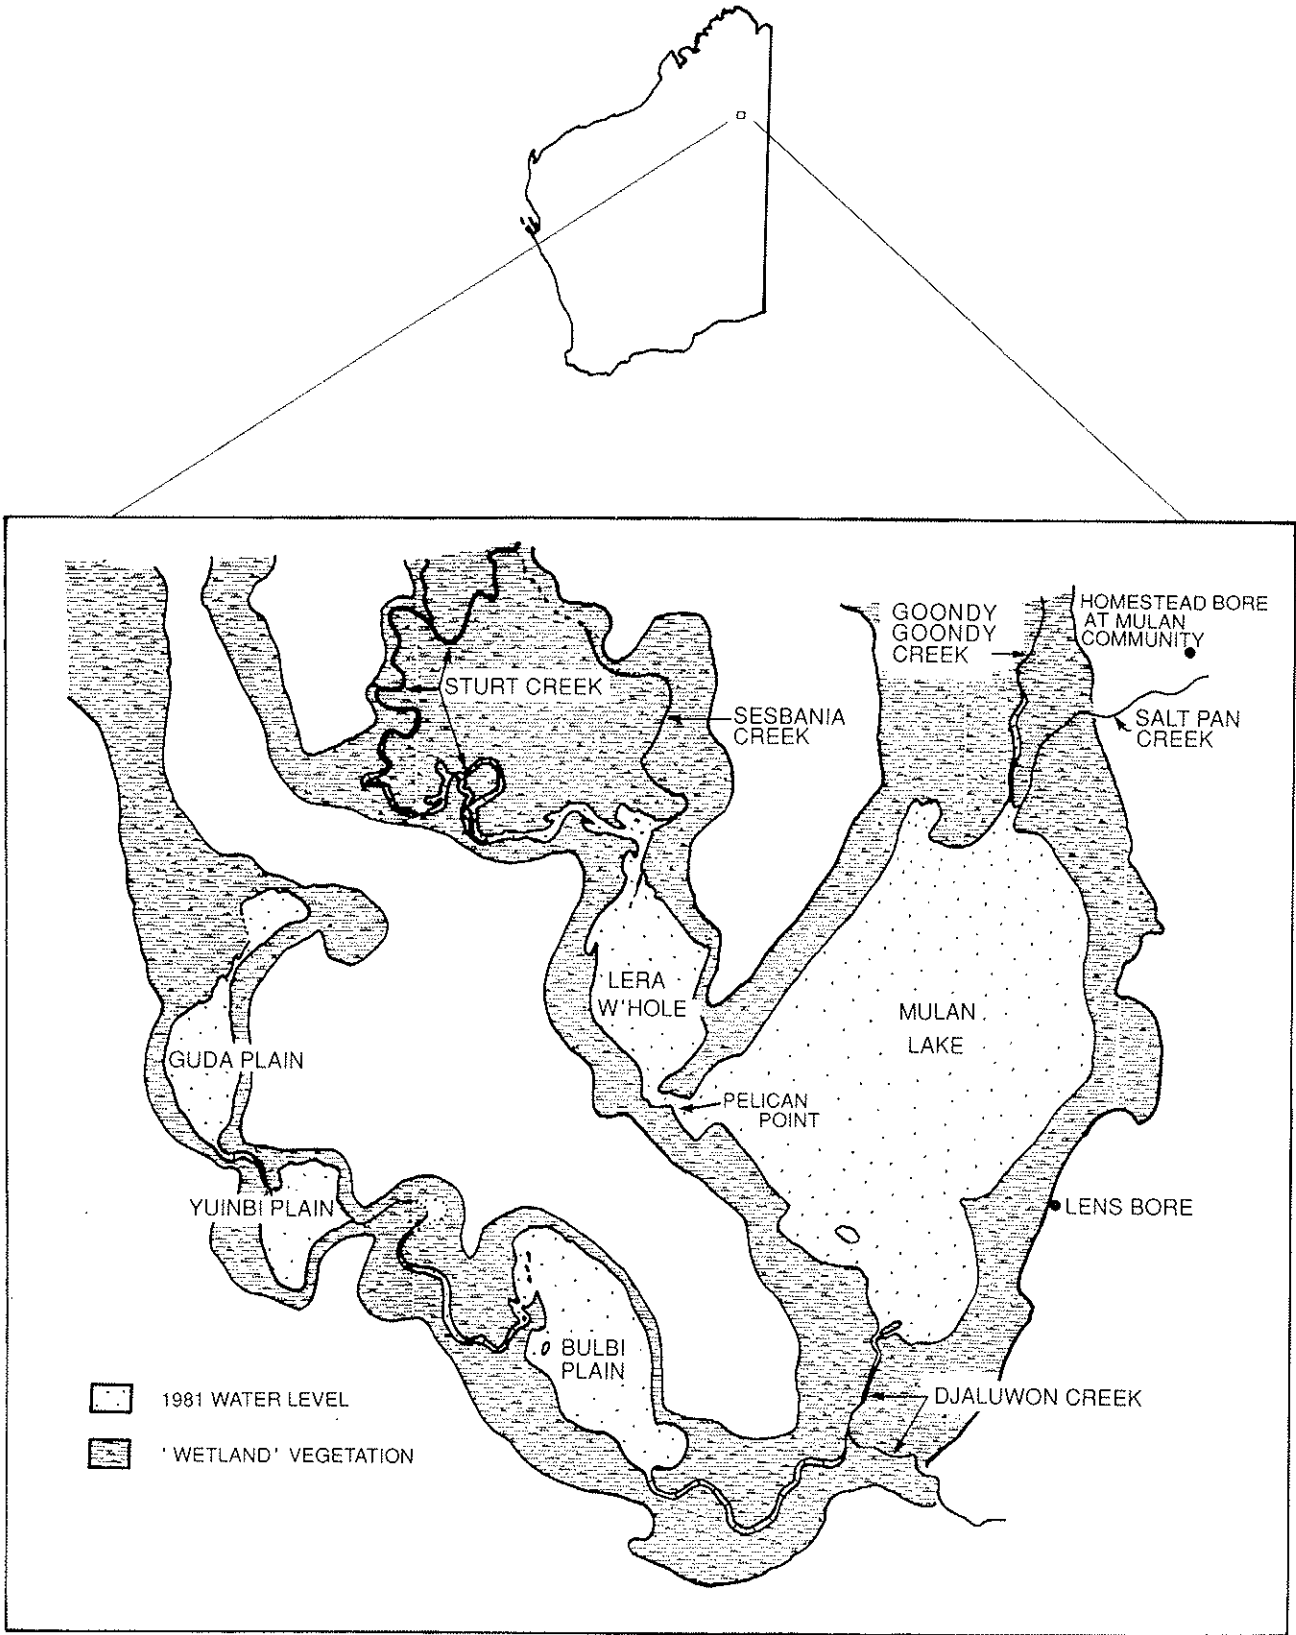 GOONDY
GOONDY
CREEK
HOMESTEAD BORE
AT MULAN
COMMUNITY
STURT CREEK
SESBANIA
CREEK
SALT PAN
CREEK
LERA
W'HOLE
MULAN
LAKE
GUDA PLAIN
PELICAN
POINT
YUINBI PLAIN
LENS BORE
BULBI
PLAIN
DJALUWON CREEK
1981 WATER LEVEL
'WETLAND' VEGETATION